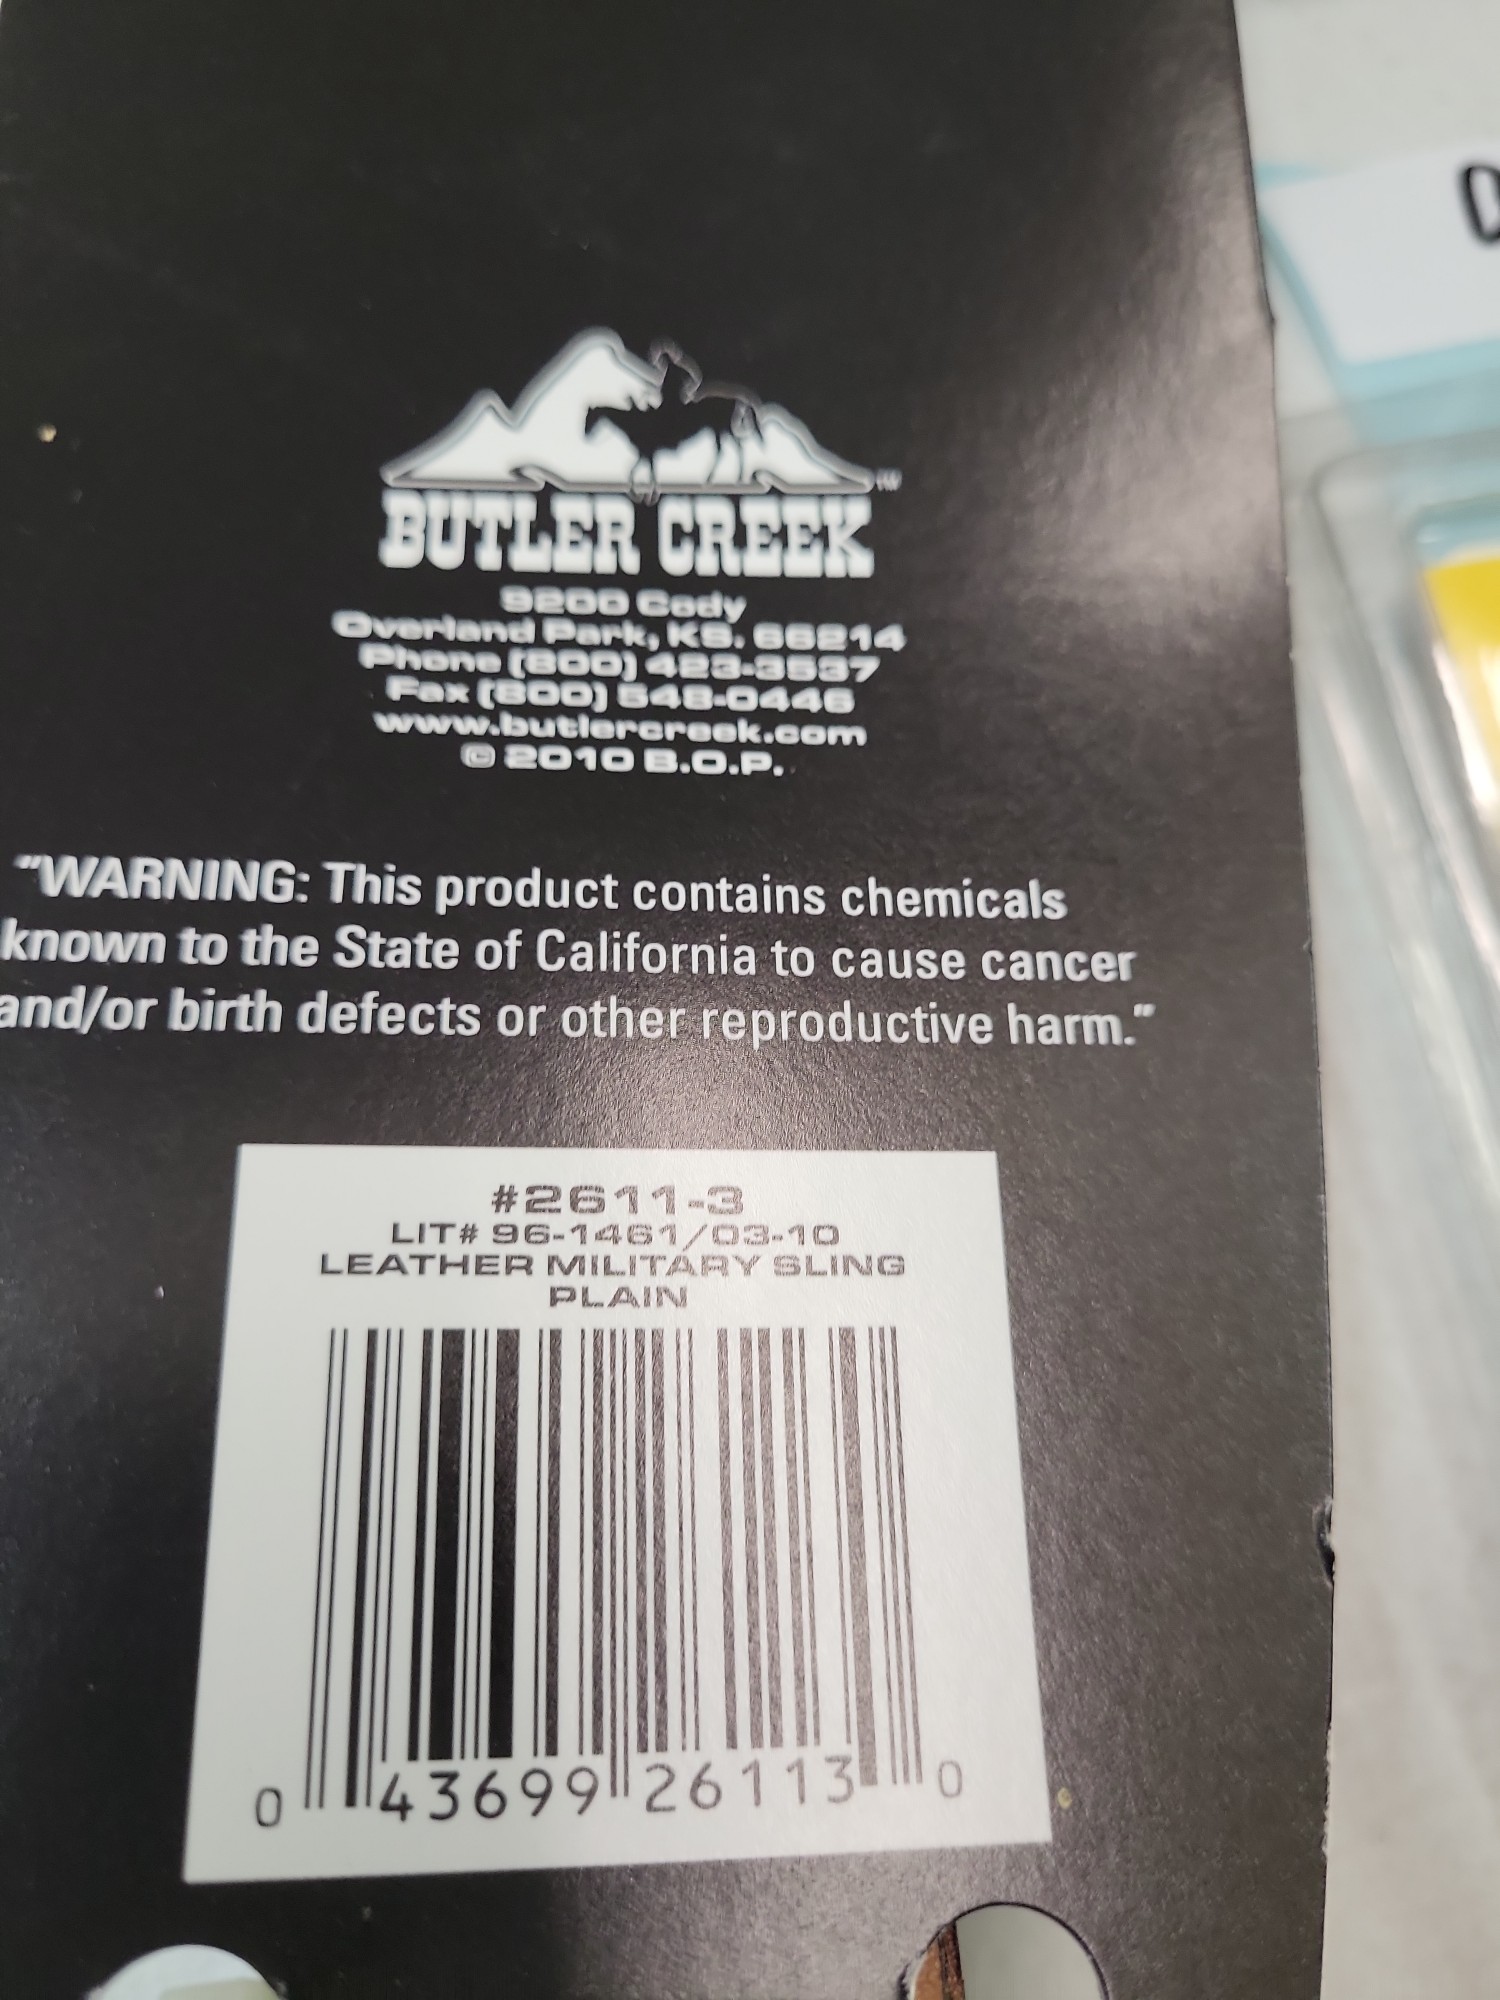 BUTLER CREEK™
9200 Cody
Overland Park, KS. 66214
Phone (800) 423-3537
Fax (800) 548-0446
www.butlercreek.com
© 2010 B.O.P.
"WARNING: This product contains chemicals
known to the State of California to cause cancer
and/or birth defects or other reproductive harm."
#2611-3
LIT# 96-1461/03-10
LEATHER MILITARY SLING
PLAIN
0 43699 26113 0